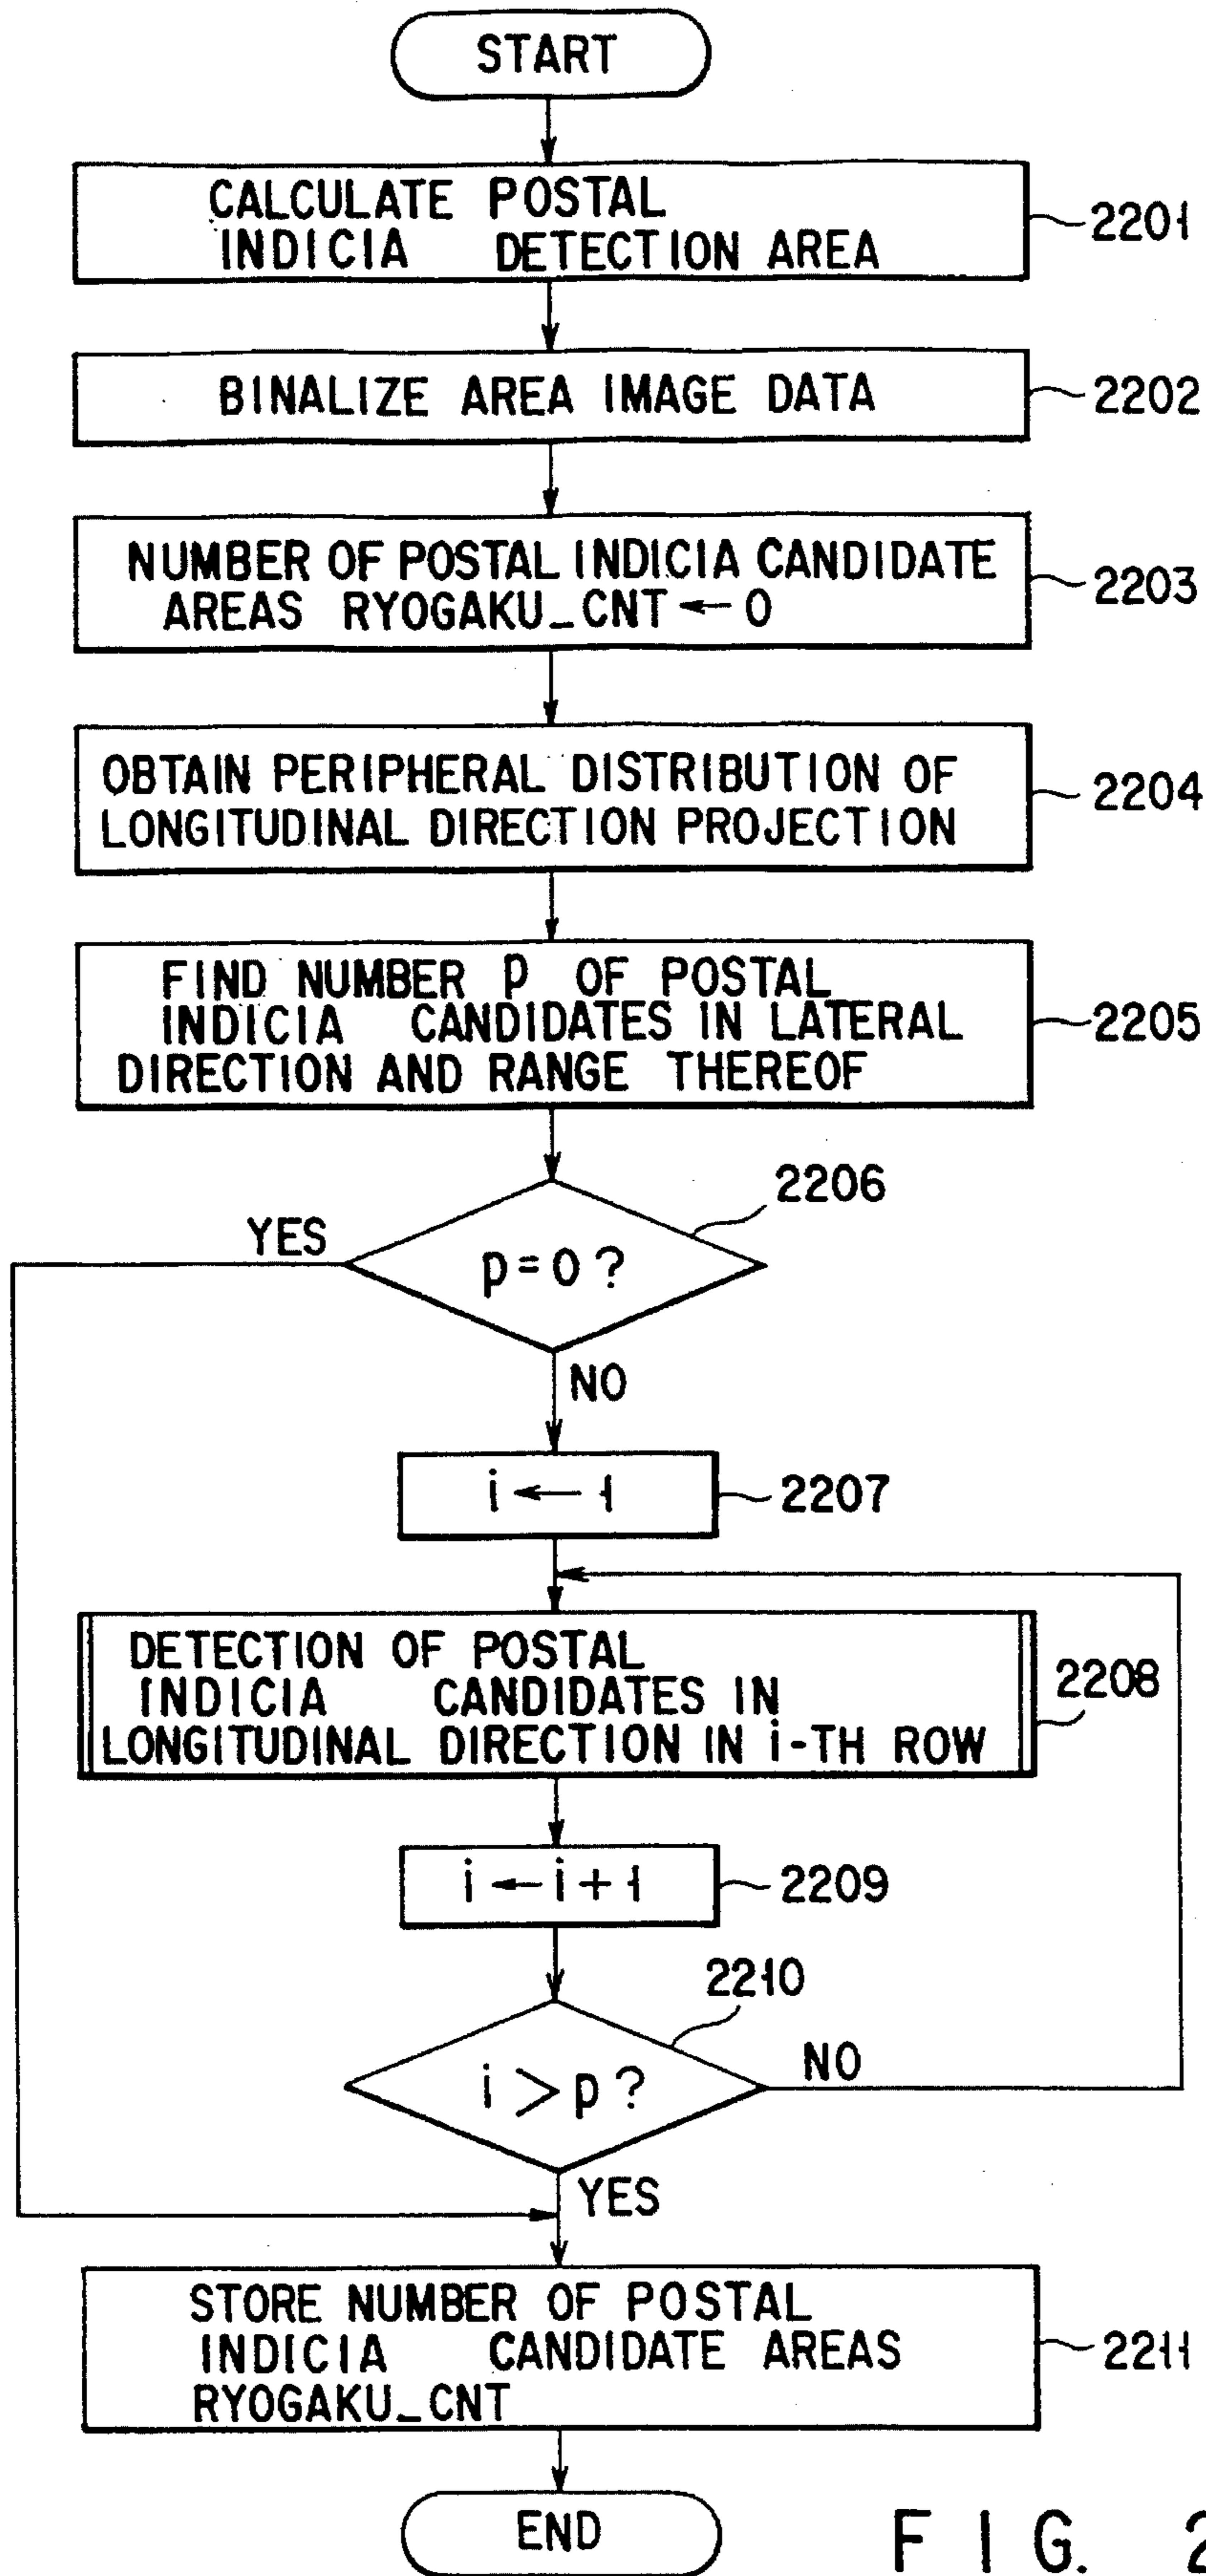 START
CALCULATE POSTAL
INDICIA DETECTION AREA
2201
BINALIZE AREA IMAGE DATA
2202
NUMBER OF POSTAL INDICIA CANDIDATE
AREAS RYOGAKU_CNT ← 0
2203
OBTAIN PERIPHERAL DISTRIBUTION OF
LONGITUDINAL DIRECTION PROJECTION
2204
FIND NUMBER P OF POSTAL
INDICIA CANDIDATES IN LATERAL
DIRECTION AND RANGE THEREOF
2205
2206
YES
p = 0 ?
NO
i ← 1
2207
DETECTION OF POSTAL
INDICIA CANDIDATES IN
LONGITUDINAL DIRECTION IN i-TH ROW
2208
i ← i + 1
2209
2210
i > p ?
NO
YES
STORE NUMBER OF POSTAL
INDICIA CANDIDATE AREAS
RYOGAKU_CNT
2211
END
FIG. 2